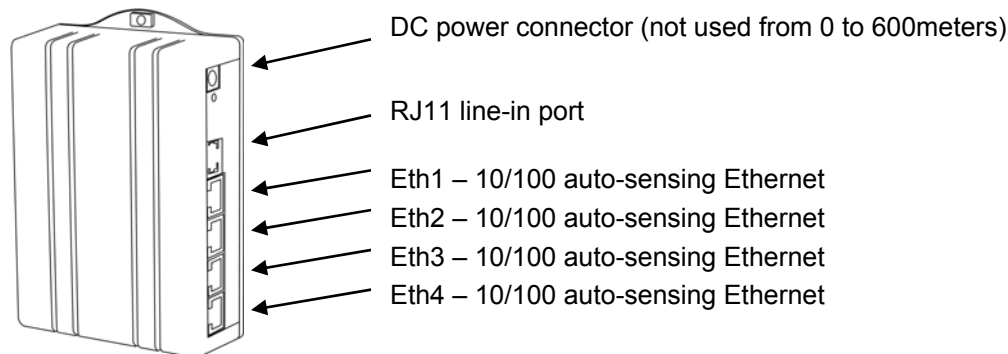 DC power connector (not used from 0 to 600meters)
RJ11 line-in port
Eth1 – 10/100 auto-sensing Ethernet
Eth2 – 10/100 auto-sensing Ethernet
Eth3 – 10/100 auto-sensing Ethernet
Eth4 – 10/100 auto-sensing Ethernet